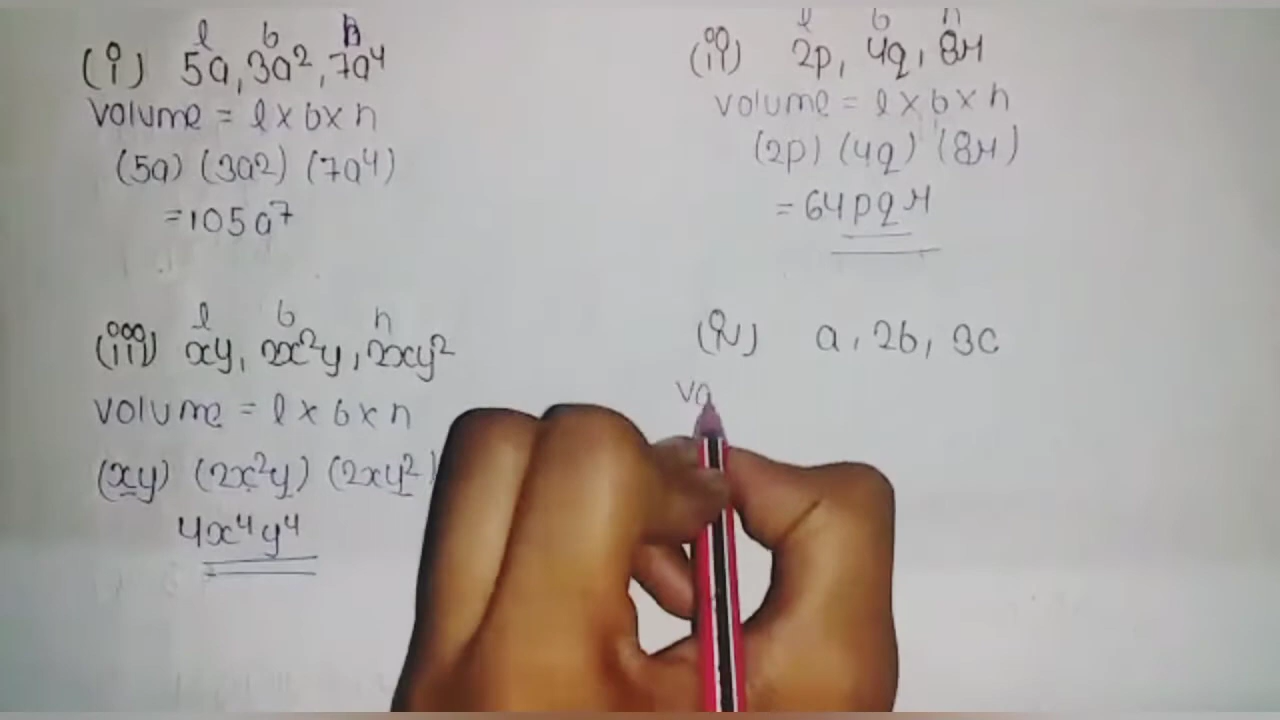 l b h
(i) 5a, 3a², 7a⁴
volume = l × b × h
(5a) (3a2) (7a⁴)
= 105a⁷
l b h
(ii) 2p, 4q, 8r
volume = l × b × h
(2p) (4q) (8r)
= 64pqr
l b h
(iii) xy, 2x²y, 2xy²
volume = l × b × h
(xy) (2x²y) (2xy²)
4x⁴y⁴
(iv) a, 2b, 3c
vo